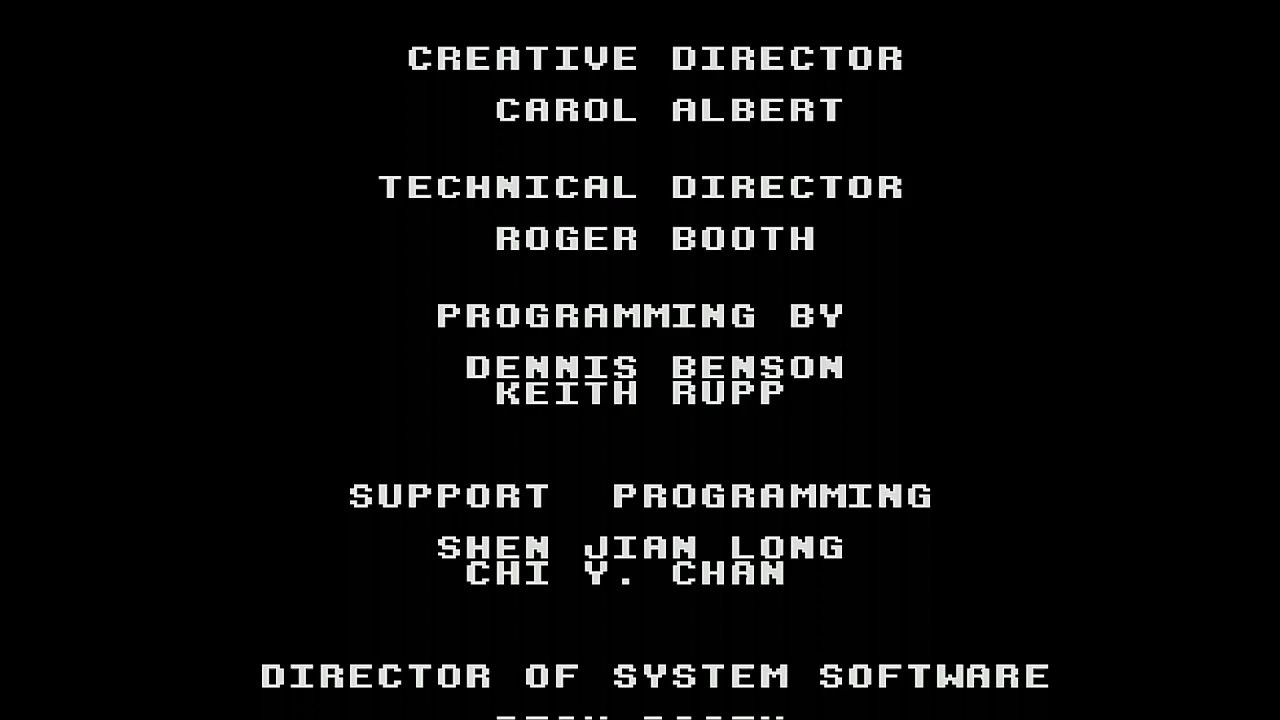 CREATIVE DIRECTOR
CAROL ALBERT
TECHNICAL DIRECTOR
ROGER BOOTH
PROGRAMMING BY
DENNIS BENSON
KEITH RUPP
SUPPORT  PROGRAMMING
SHEN JIAN LONG
CHI Y. CHAN
DIRECTOR OF SYSTEM SOFTWARE